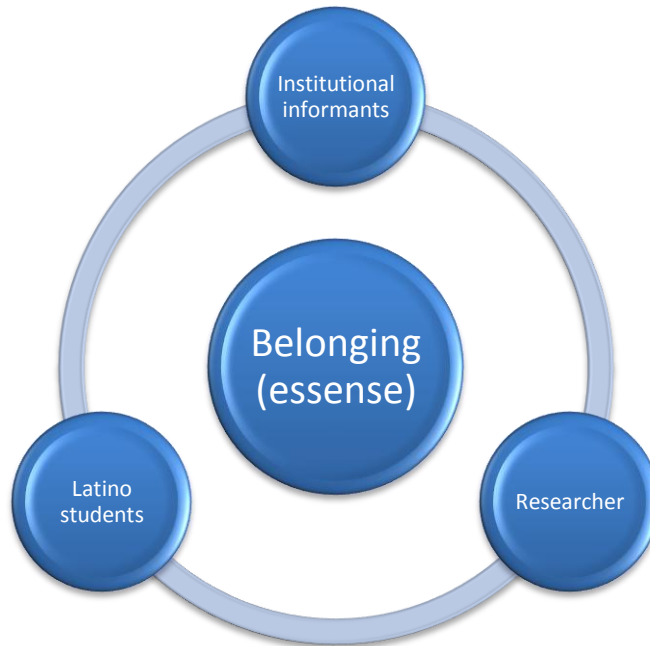 Institutional
informants
Belonging
(essense)
Latino
students
Researcher